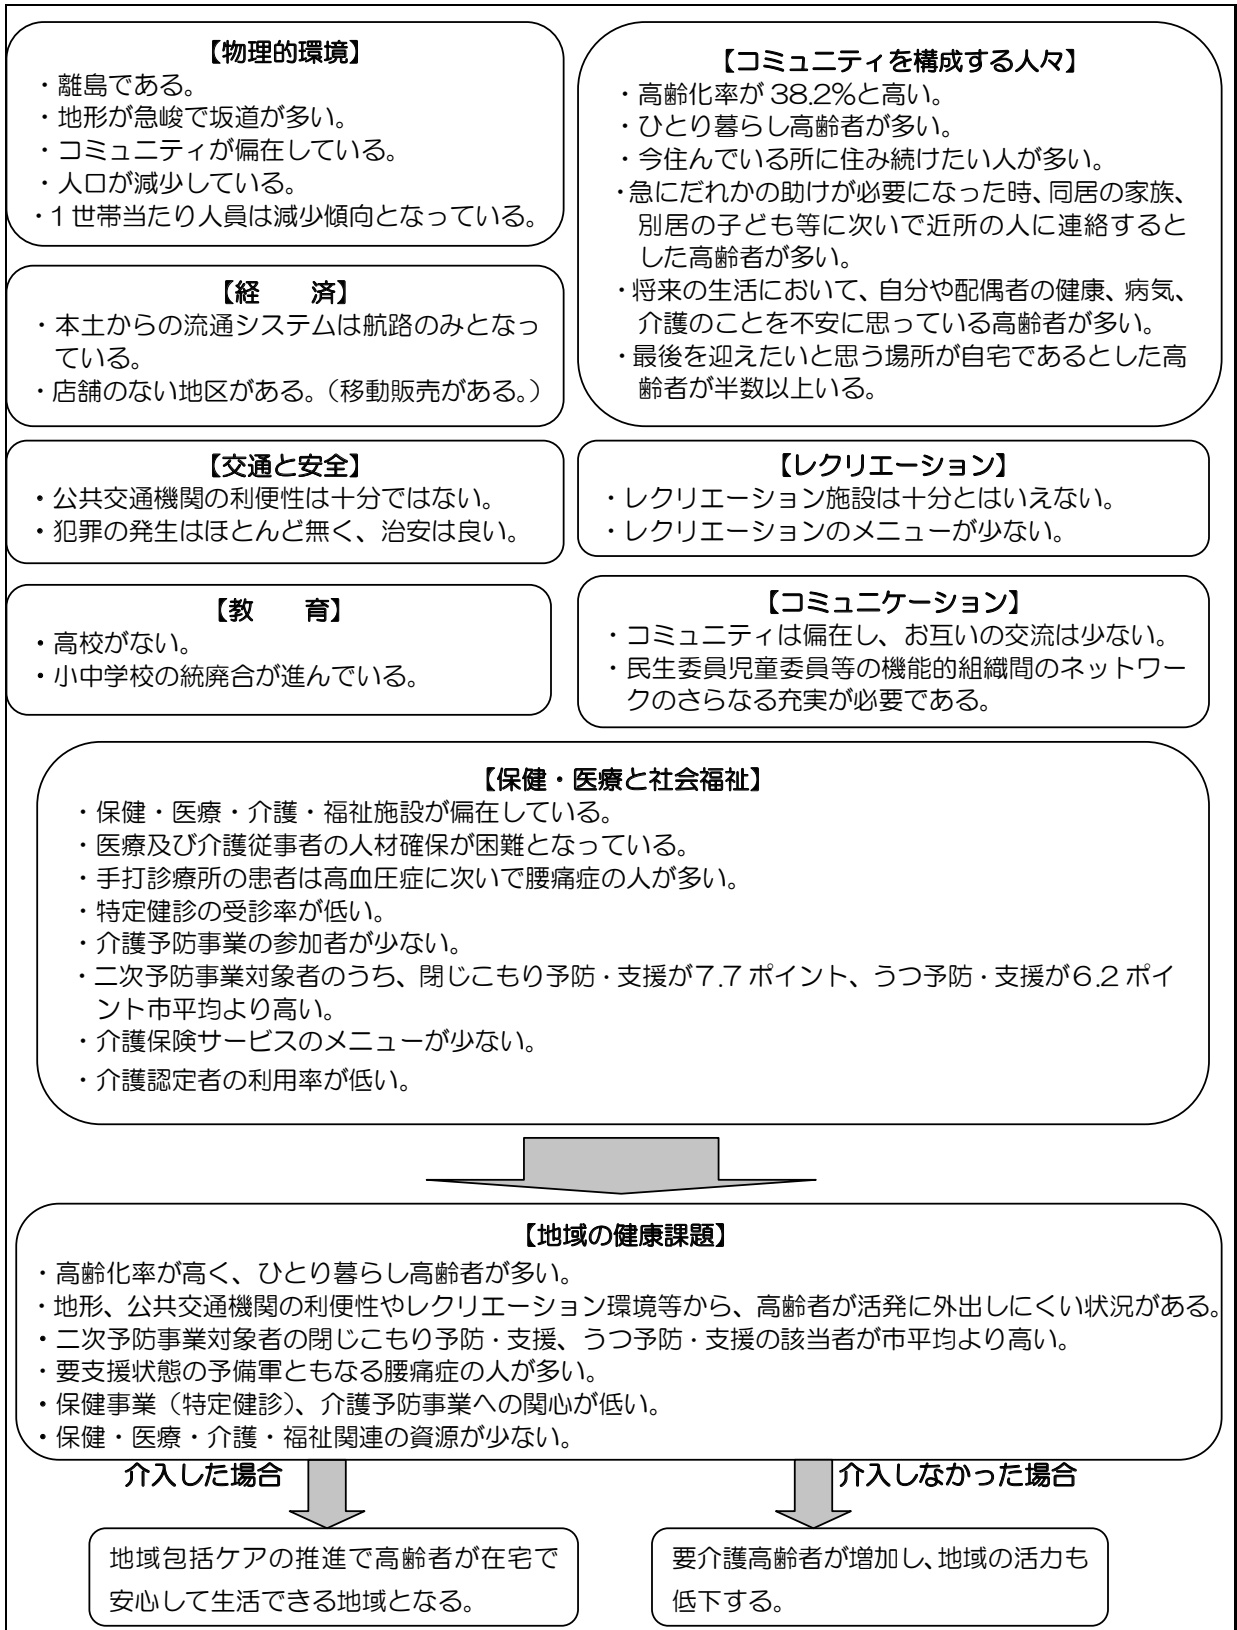 【物理的環境】
・離島である。
・地形が急峻で坂道が多い。
・コミュニティが偏在している。
・人口が減少している。
・1世帯当たり人員は減少傾向となっている。
【コミュニティを構成する人々】
・高齢化率が 38.2%と高い。
・ひとり暮らし高齢者が多い。
・今住んでいる所に住み続けたい人が多い。
・急にだれかの助けが必要になった時、同居の家族、
別居の子ども等に次いで近所の人に連絡すると
した高齢者が多い。
・将来の生活において、自分や配偶者の健康、病気、
介護のことを不安に思っている高齢者が多い。
・最後を迎えたいと思う場所が自宅であるとした高
齢者が半数以上いる。
【経　済】
・本土からの流通システムは航路のみとなっ
ている。
・店舗のない地区がある。(移動販売がある。)
【交通と安全】
・公共交通機関の利便性は十分ではない。
・犯罪の発生はほとんど無く、治安は良い。
【レクリエーション】
・レクリエーション施設は十分とはいえない。
・レクリエーションのメニューが少ない。
【教　育】
・高校がない。
・小中学校の統廃合が進んでいる。
【コミュニケーション】
・コミュニティは偏在し、お互いの交流は少ない。
・民生委員児童委員等の機能的組織間のネットワー
クのさらなる充実が必要である。
【保健・医療と社会福祉】
・保健・医療・介護・福祉施設が偏在している。
・医療及び介護従事者の人材確保が困難となっている。
・手打診療所の患者は高血圧症に次いで腰痛症の人が多い。
・特定健診の受診率が低い。
・介護予防事業の参加者が少ない。
・二次予防事業対象者のうち、閉じこもり予防・支援が7.7 ポイント、うつ予防・支援が6.2 ポイ
ント市平均より高い。
・介護保険サービスのメニューが少ない。
・介護認定者の利用率が低い。
【地域の健康課題】
・高齢化率が高く、ひとり暮らし高齢者が多い。
・地形、公共交通機関の利便性やレクリエーション環境等から、高齢者が活発に外出しにくい状況がある。
・二次予防事業対象者の閉じこもり予防・支援、うつ予防・支援の該当者が市平均より高い。
・要支援状態の予備軍ともなる腰痛症の人が多い。
・保健事業（特定健診）、介護予防事業への関心が低い。
・保健・医療・介護・福祉関連の資源が少ない。
介入した場合
介入しなかった場合
地域包括ケアの推進で高齢者が在宅で
安心して生活できる地域となる。
要介護高齢者が増加し、地域の活力も
低下する。